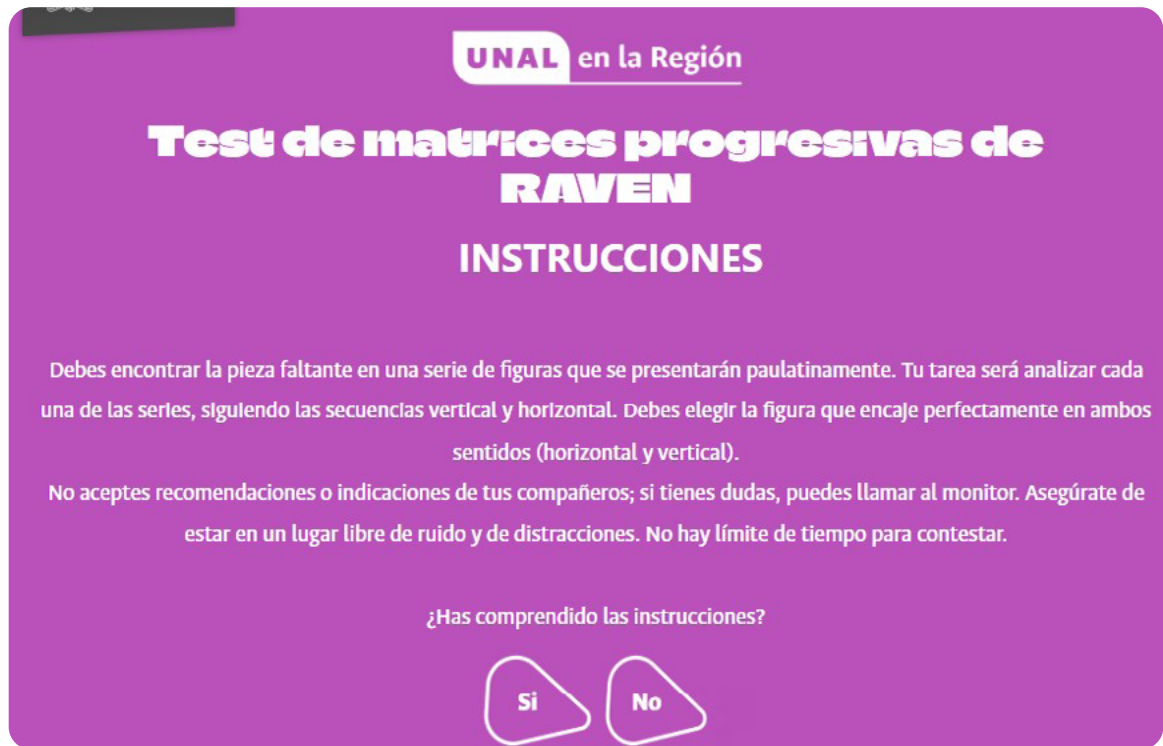 UNAL en la Región
Test de matrices progresivas de
RAVEN
INSTRUCCIONES
Debes encontrar la pieza faltante en una serie de figuras que se presentarán paulatinamente. Tu tarea será analizar cada
una de las series, siguiendo las secuencias vertical y horizontal. Debes elegir la figura que encaje perfectamente en ambos
sentidos (horizontal y vertical).
No aceptes recomendaciones o indicaciones de tus compañeros; si tienes dudas, puedes llamar al monitor. Asegúrate de
estar en un lugar libre de ruido y de distracciones. No hay límite de tiempo para contestar.
¿Has comprendido las instrucciones?
Si No